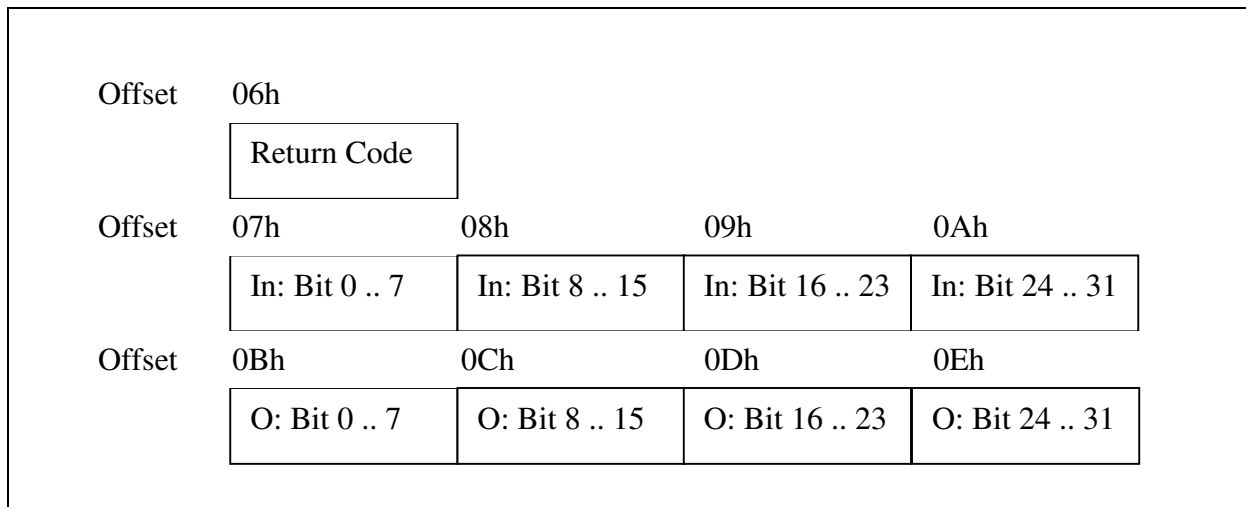 Offset 06h
Return Code
Offset 07h 08h 09h 0Ah
In: Bit 0 .. 7 In: Bit 8 .. 15 In: Bit 16 .. 23 In: Bit 24 .. 31
Offset 0Bh 0Ch 0Dh 0Eh
O: Bit 0 .. 7 O: Bit 8 .. 15 O: Bit 16 .. 23 O: Bit 24 .. 31